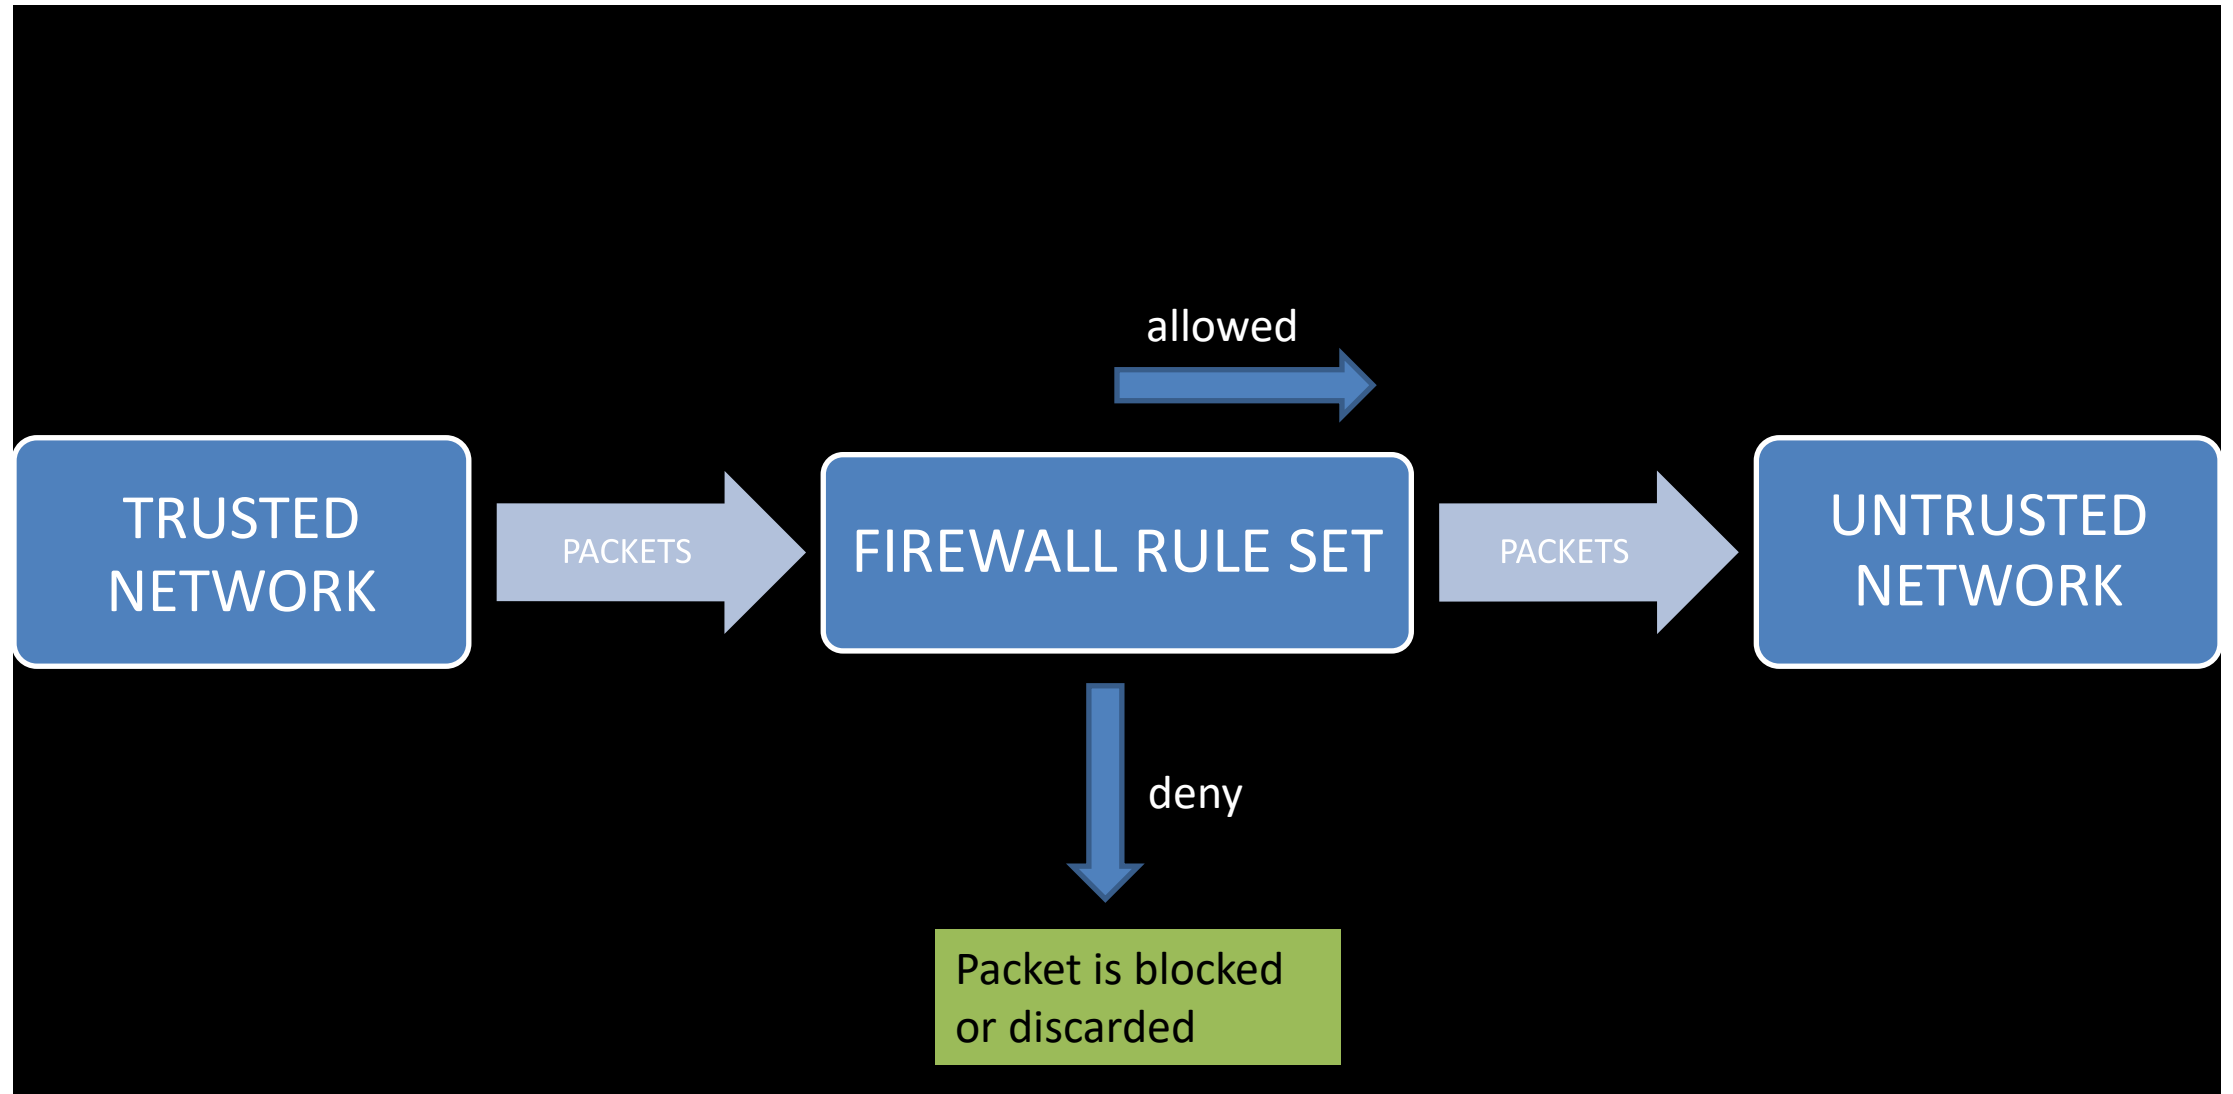 allowed
TRUSTED
NETWORK
PACKETS
FIREWALL RULE SET
PACKETS
UNTRUSTED
NETWORK
deny
Packet is blocked
or discarded